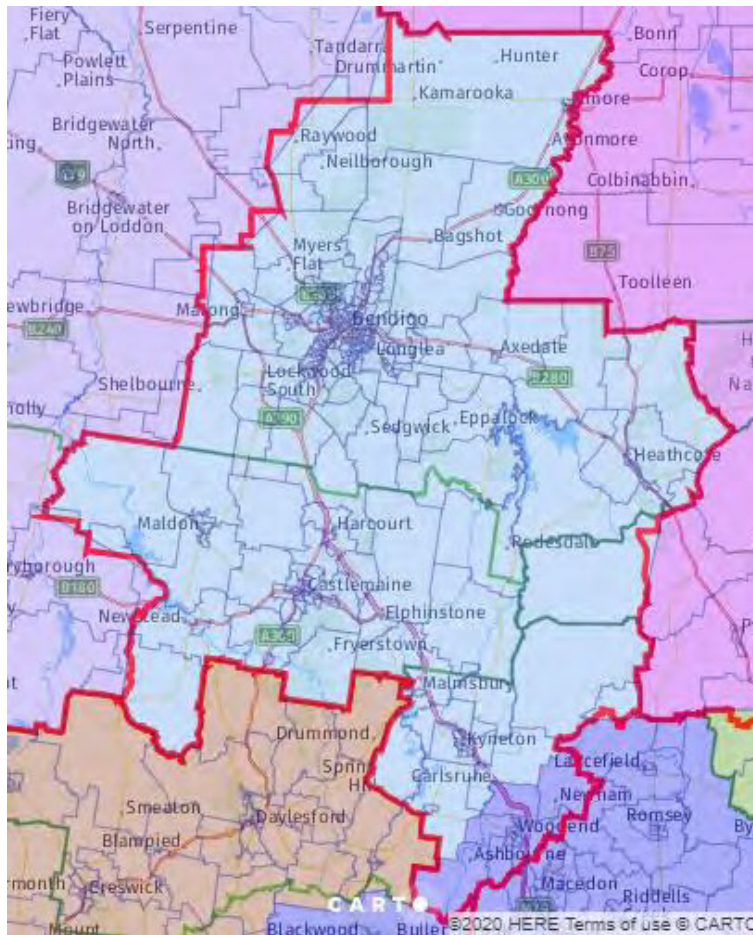 Fiery
Flat
Serpentine
Bonn
Tandarra
Hunter
Powlett
Plains
Drummartin
Corop
Kamarooka
Bridgewater
North
Raywood
Neilborough
Colbinabbin
A300
Goornong
Bridgewater
on Loddon
Bagshot
B75
Myers
Flat
Toolleen
Marong
Bendigo
B240
Longlea
Axedale
Shelbourne
Lockwood
South
B280
A790
Sedgwick
Eppalock
Heathcote
Maldon
Harcourt
Redesdale
B180
Castlemaine
Newstead
Elphinstone
A300
Fryerstown
Malmsbury
Drummond
Kyneton
Lancefield
Carlsruhe
Newham
Smeaton
Daylesford
Romsey
Woodend
Blampied
Ashbourne
Macedon
Creswick
Riddells
CARTO
©2020 HERE Terms of use © CARTO
Mount
Blackwood
Buller